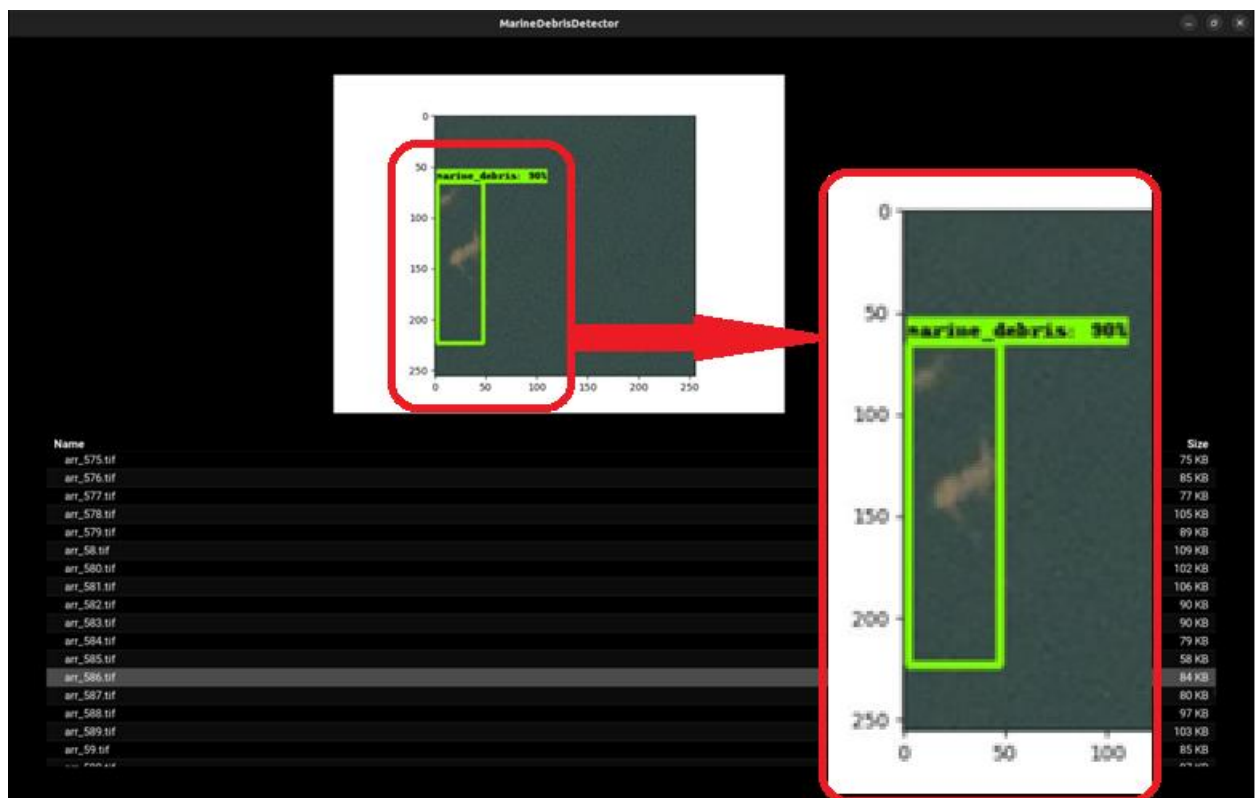 MarineDebrisDetector
0
50
marine_debris: 90%
100
150
200
250
0 50 100 150 200 250
0
50
marine_debris: 90%
100
150
200
250
0 50 100
Name Size
arr_575.tif 75 KB
arr_576.tif 85 KB
arr_577.tif 77 KB
arr_578.tif 105 KB
arr_579.tif 89 KB
arr_58.tif 109 KB
arr_580.tif 102 KB
arr_581.tif 106 KB
arr_582.tif 90 KB
arr_583.tif 90 KB
arr_584.tif 79 KB
arr_585.tif 58 KB
arr_586.tif 84 KB
arr_587.tif 80 KB
arr_588.tif 97 KB
arr_589.tif 103 KB
arr_59.tif 85 KB